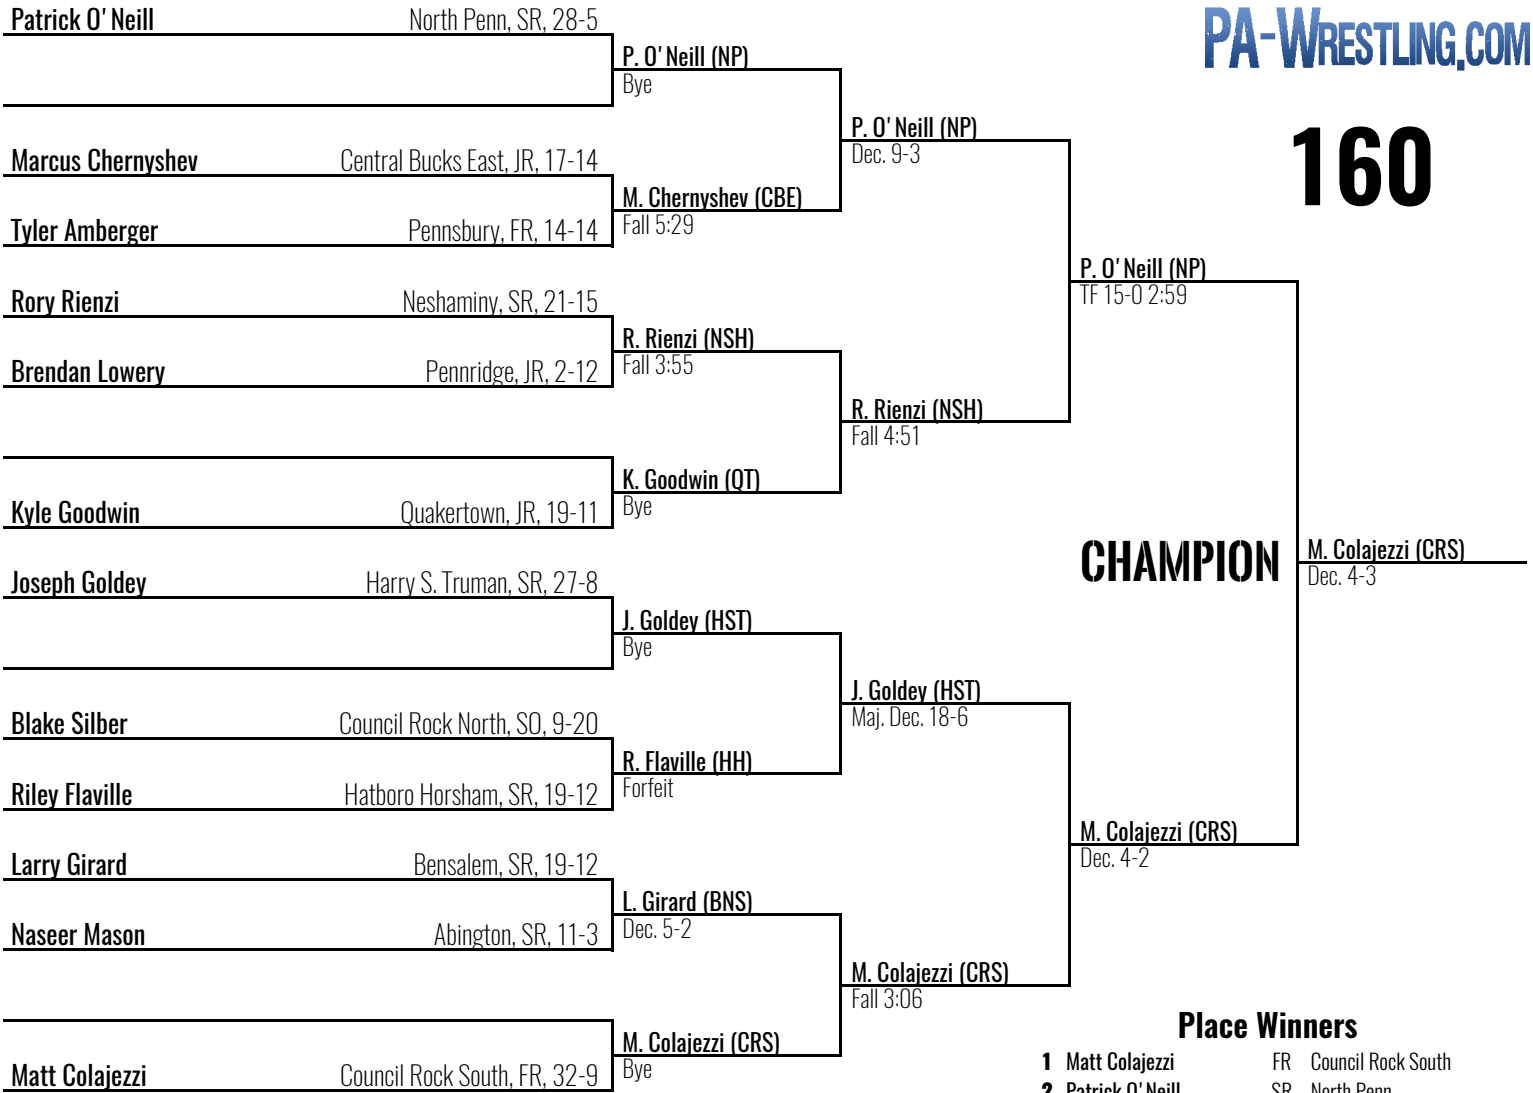 PA-WRESTLING.COM
160
Patrick O'Neill North Penn, SR, 28-5
Marcus Chernyshev Central Bucks East, JR, 17-14
Tyler Amberger Pennsbury, FR, 14-14
Rory Rienzi Neshaminy, SR, 21-15
Brendan Lowery Pennridge, JR, 2-12
Kyle Goodwin Quakertown, JR, 19-11
Joseph Goldey Harry S. Truman, SR, 27-8
Blake Silber Council Rock North, SO, 9-20
Riley Flaville Hatboro Horsham, SR, 19-12
Larry Girard Bensalem, SR, 19-12
Naseer Mason Abington, SR, 11-3
Matt Colajezzi Council Rock South, FR, 32-9
P. O'Neill (NP)
Bye
M. Chernyshev (CBE)
Fall 5:29
R. Rienzi (NSH)
Fall 3:55
K. Goodwin (QT)
Bye
J. Goldey (HST)
Bye
R. Flaville (HH)
Forfeit
L. Girard (BNS)
Dec. 5-2
M. Colajezzi (CRS)
Bye
P. O'Neill (NP)
Dec. 9-3
R. Rienzi (NSH)
Fall 4:51
J. Goldey (HST)
Maj. Dec. 18-6
M. Colajezzi (CRS)
Fall 3:06
P. O'Neill (NP)
TF 15-0 2:59
M. Colajezzi (CRS)
Dec. 4-2
CHAMPION
M. Colajezzi (CRS)
Dec. 4-3
Place Winners
1 Matt Colajezzi FR Council Rock South
2 Patrick O'Neill SR North Penn